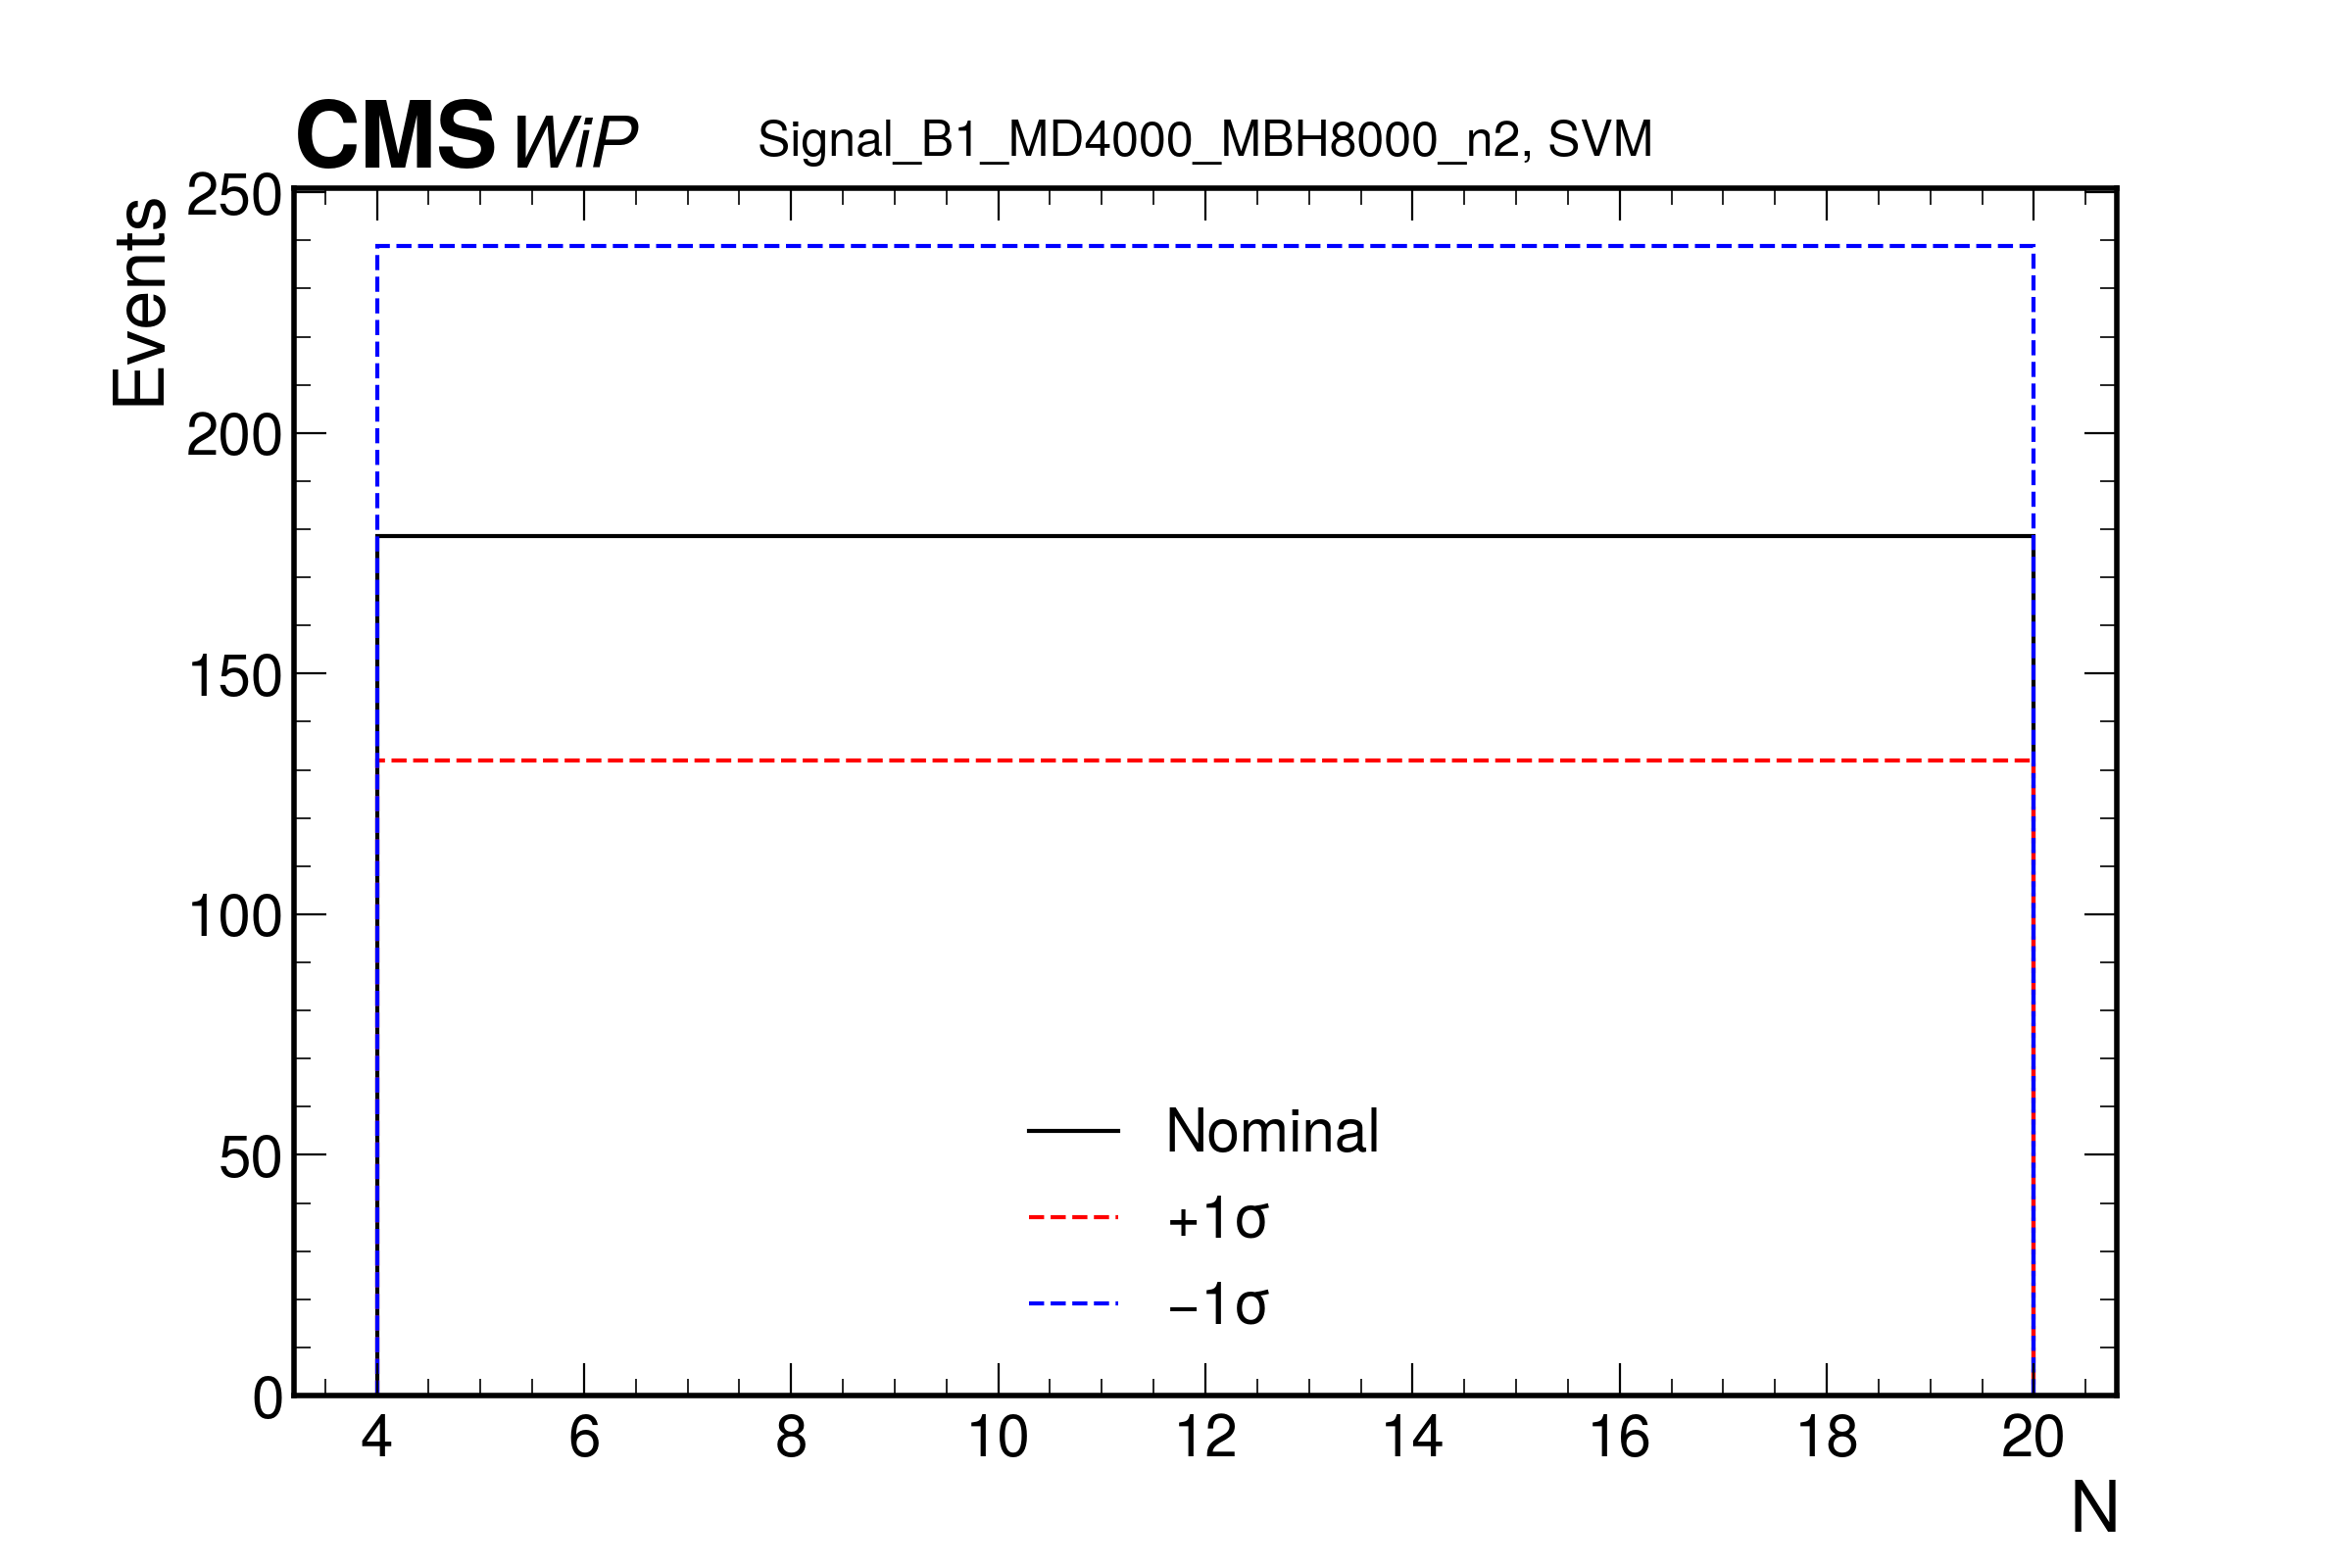 CMS WiP Signal_B1_MD4000_MBH8000_n2, SVM
Events
250
200
150
100
50
0
Nominal
+1σ
−1σ
4 6 8 10 12 14 16 18 20
N